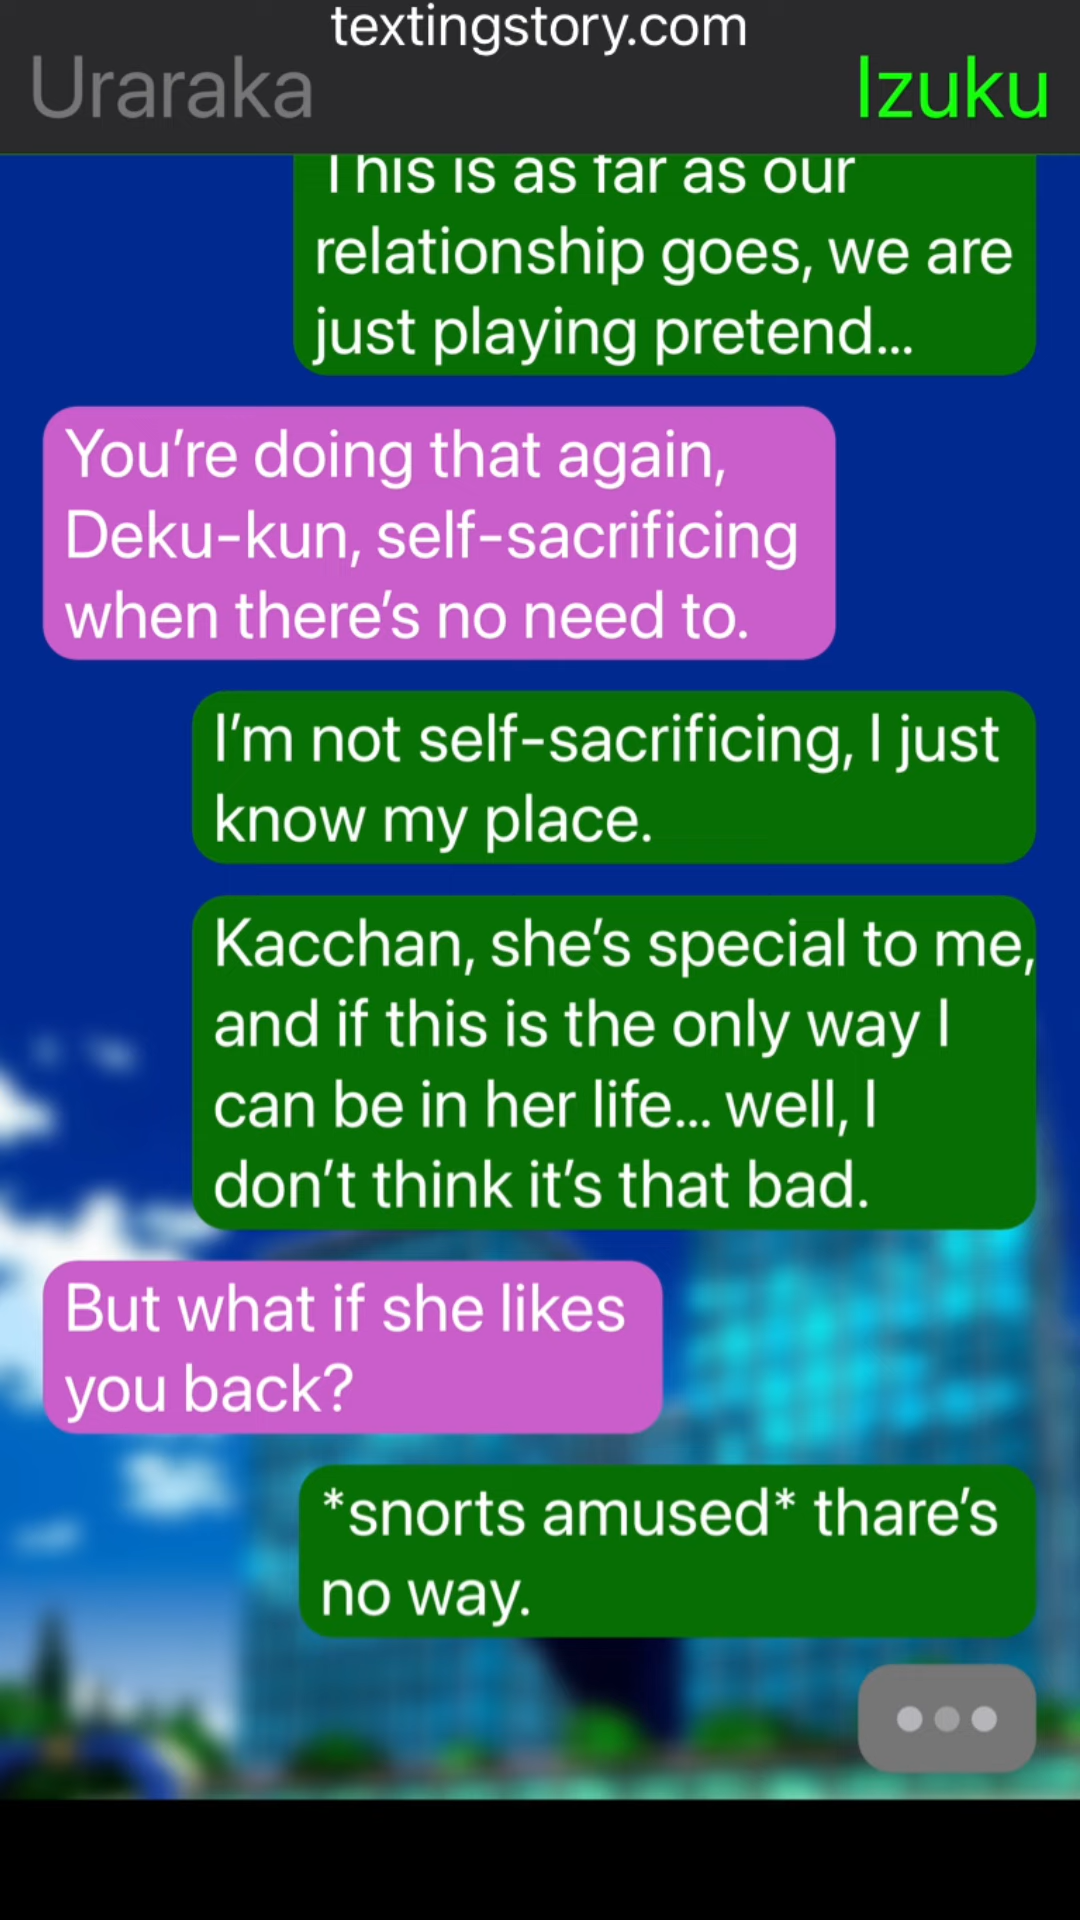 textingstory.com
Uraraka
Izuku
This is as far as our
relationship goes, we are
just playing pretend...
You're doing that again,
Deku-kun, self-sacrificing
when there's no need to.
I'm not self-sacrificing, I just
know my place.
Kacchan, she's special to me,
and if this is the only way I
can be in her life... well, I
don't think it's that bad.
But what if she likes
you back?
*snorts amused* thare's
no way.